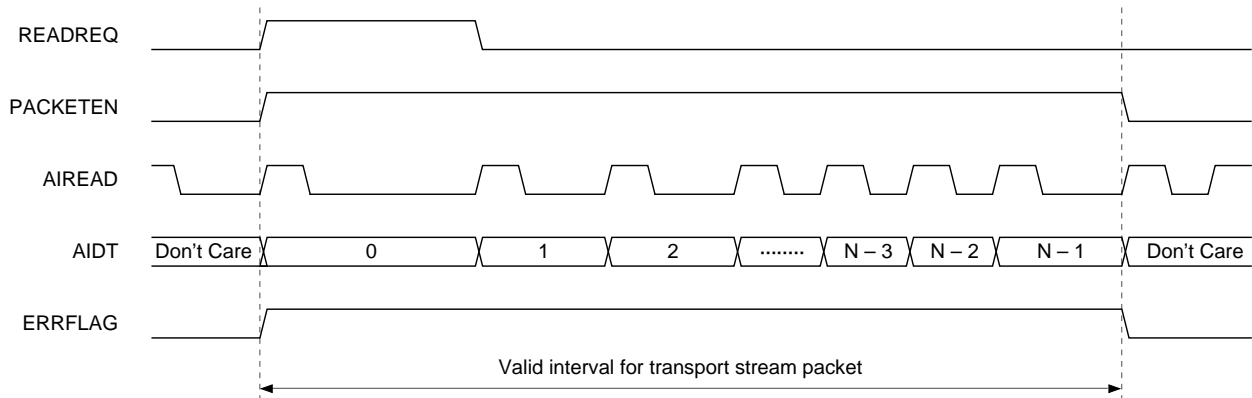 READREQ
PACKETEN
AIREAD
AIDT Don't Care 0 1 2 ........ N – 3 N – 2 N – 1 Don't Care
ERRFLAG
Valid interval for transport stream packet